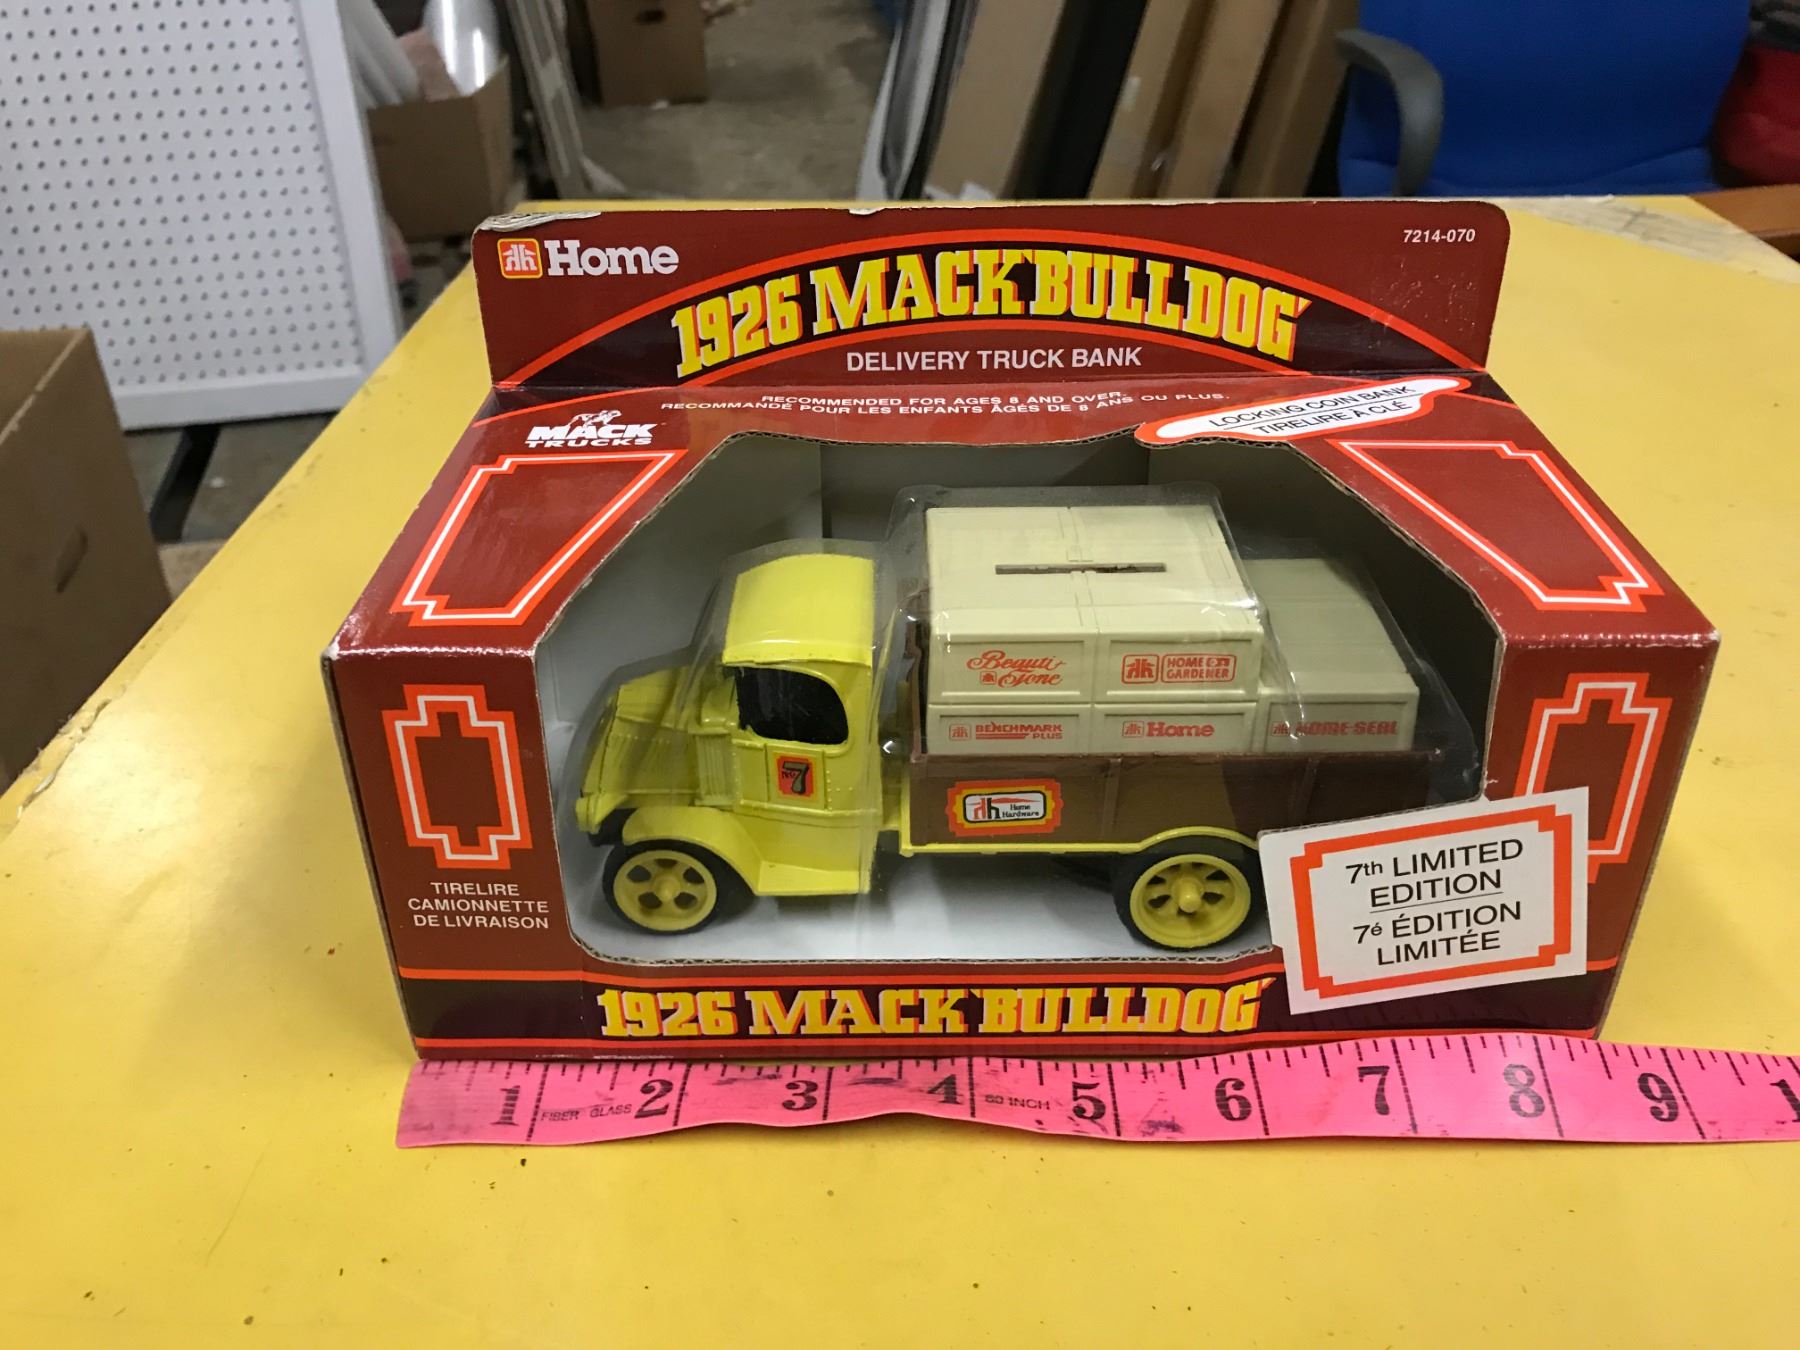 Home
7214-070
1926 MACK "BULLDOG"
DELIVERY TRUCK BANK
RECOMMENDED FOR AGES 8 AND OVER.
RECOMMANDÉ POUR LES ENFANTS ÂGÉS DE 8 ANS OU PLUS.
LOCKING COIN BANK
TIRELIRE À CLÉ
MACK
TRUCKS
Beauti-
Tone
HOME
GARDENER
BENCHMARK
PLUS
Home
HOME-SEAL
No 7
Home
Hardware
TIRELIRE
CAMIONNETTE
DE LIVRAISON
7th LIMITED
EDITION
7é ÉDITION
LIMITÉE
1926 MACK "BULLDOG"
1 FIBER GLASS 2 3 4 60 INCH 5 6 7 8 9 1